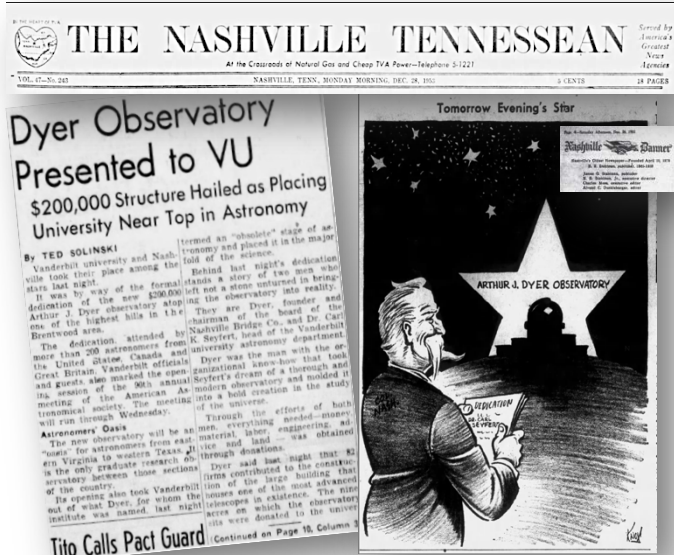 THE NASHVILLE TENNESSEAN
At the Crossroads of Natural Gas and Cheap TVA Power—Telephone 5-1221
Served by
America's
Greatest
News
Agencies
VOL. 47—No. 243
NASHVILLE, TENN., MONDAY MORNING, DEC. 28, 1953
5 CENTS
18 PAGES
Dyer Observatory
Presented to VU
$200,000 Structure Hailed as Placing
University Near Top in Astronomy
By TED SOLINSKI
Vanderbilt university and Nash-
ville took their place among the
stars last night.
It was by way of the formal
dedication of the new $200,000
Arthur J. Dyer observatory atop
one of the highest hills in the
Brentwood area.
The dedication, attended by
more than 200 astronomers from
the United States, Canada and
Great Britain, Vanderbilt officials
and guests, also marked the open-
ing session of the 90th annual
meeting of the American As-
tronomical society. The meeting
will run through Wednesday.
Astronomers' Oasis
The new observatory will be an
"oasis" for astronomers from east-
ern Virginia to western Texas. It
is the only graduate research ob-
servatory between those sections
of the country.
Its opening also took Vanderbilt
out of what Dyer, for whom the
institute was named, last night
Tito Calls Pact Guard
termed an "obsolete" stage of as-
tronomy and placed it in the major
fold of the science.
Behind last night's dedication
stands a story of two men who
left not a stone unturned in bring-
ing the observatory into reality.
They are Dyer, founder and
chairman of the board of the
Nashville Bridge Co., and Dr. Carl
K. Seyfert, head of the Vanderbilt
university astronomy department.
Dyer was the man with the or-
ganizational know-how that took
Seyfert's dream of a thorough and
modern observatory and molded it
into a bold creation in the study
of the universe.
Through the efforts of both
men, everything needed—money,
material, labor, engineering, ad-
vice and land — was obtained
through donations.
Dyer said last night that 82
firms contributed to the construc-
tion of the large building that
houses one of the most advanced
telescopes in existence. The nine
acres on which the observatory
sits were donated to the univer
(Continued on Page 10, Column 3
Tomorrow Evening's Star
Nashville Banner
ARTHUR J. DYER OBSERVATORY
DEDICATION
DR. CARL
SEYFERT
Knox